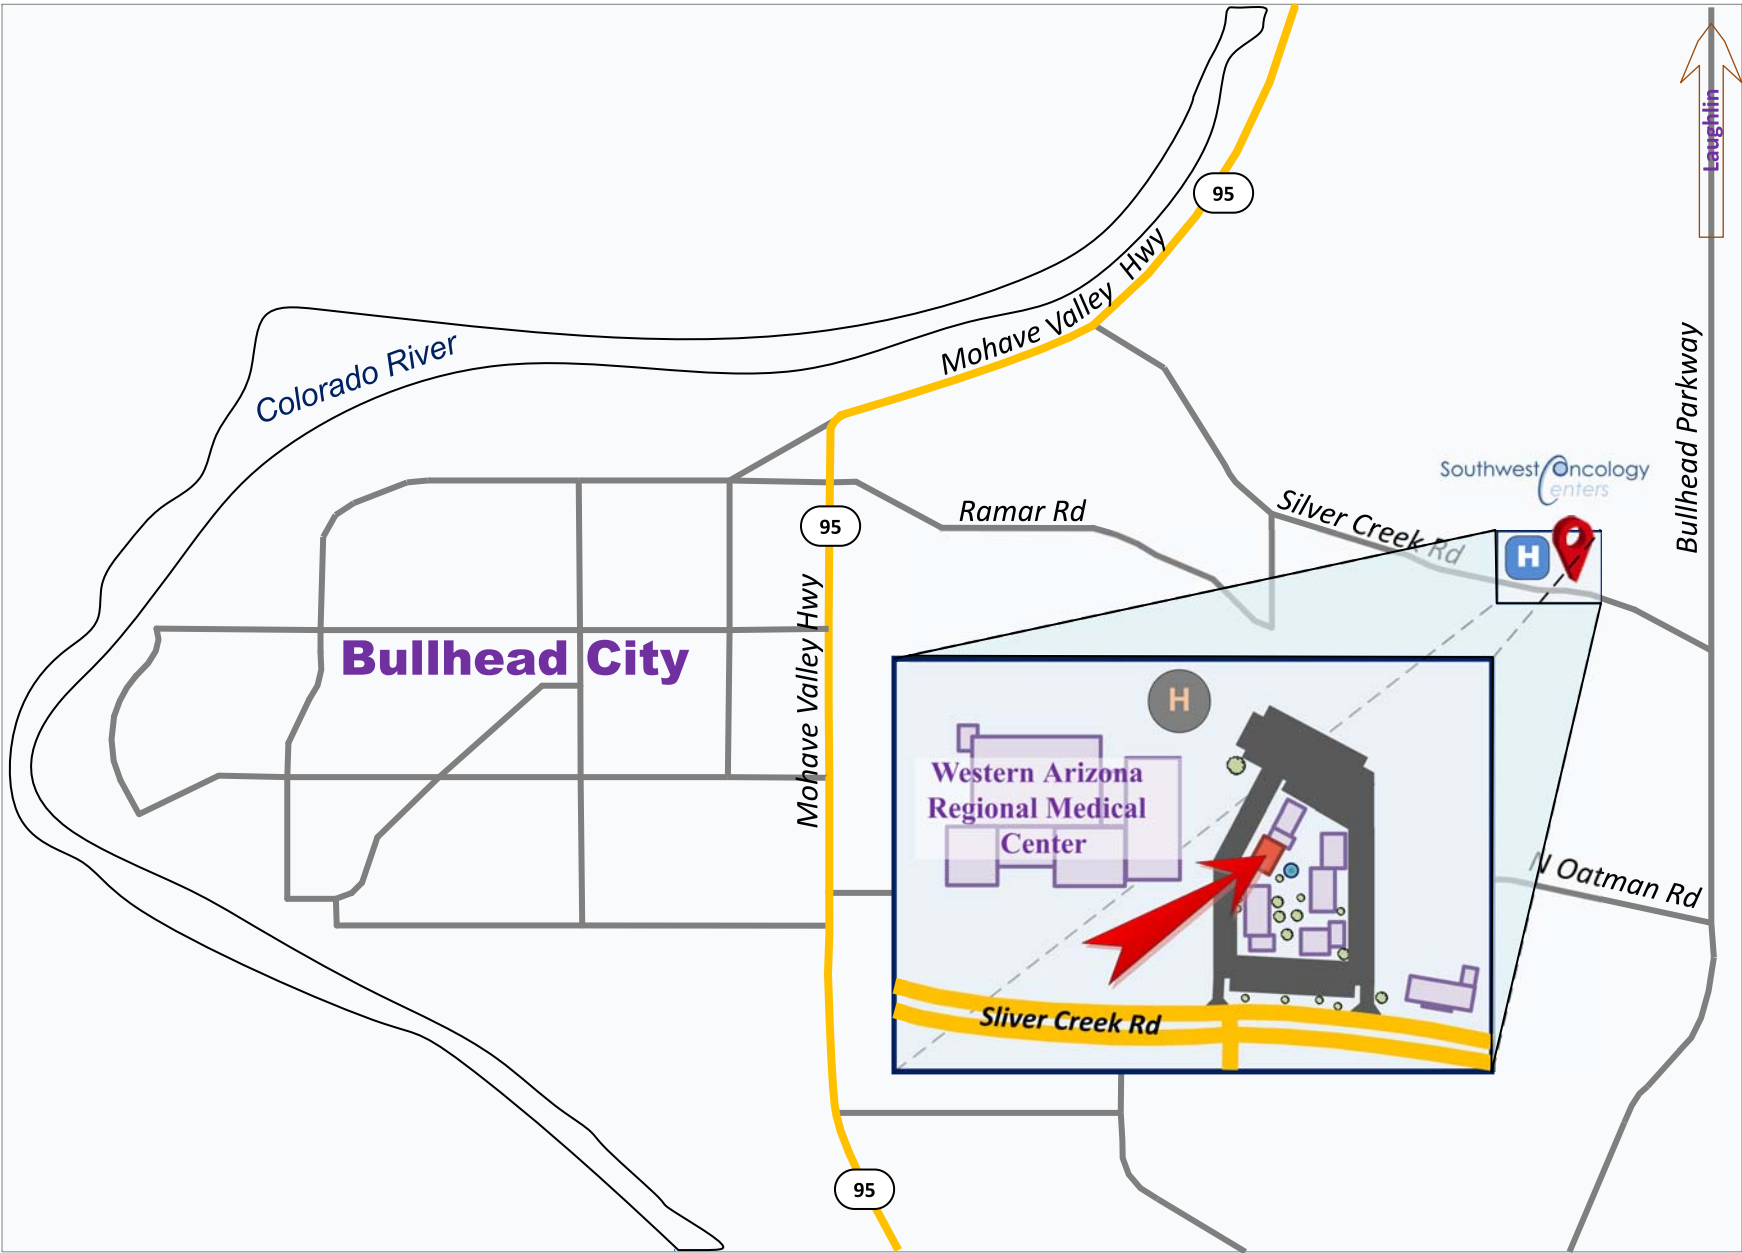 Laughlin
95
Mohave Valley Hwy
Colorado River
Bullhead Parkway
Southwest Oncology
Centers
Ramar Rd
Silver Creek Rd
95
H
Mohave Valley Hwy
Bullhead City
H
Western Arizona
Regional Medical
Center
N Oatman Rd
Sliver Creek Rd
95